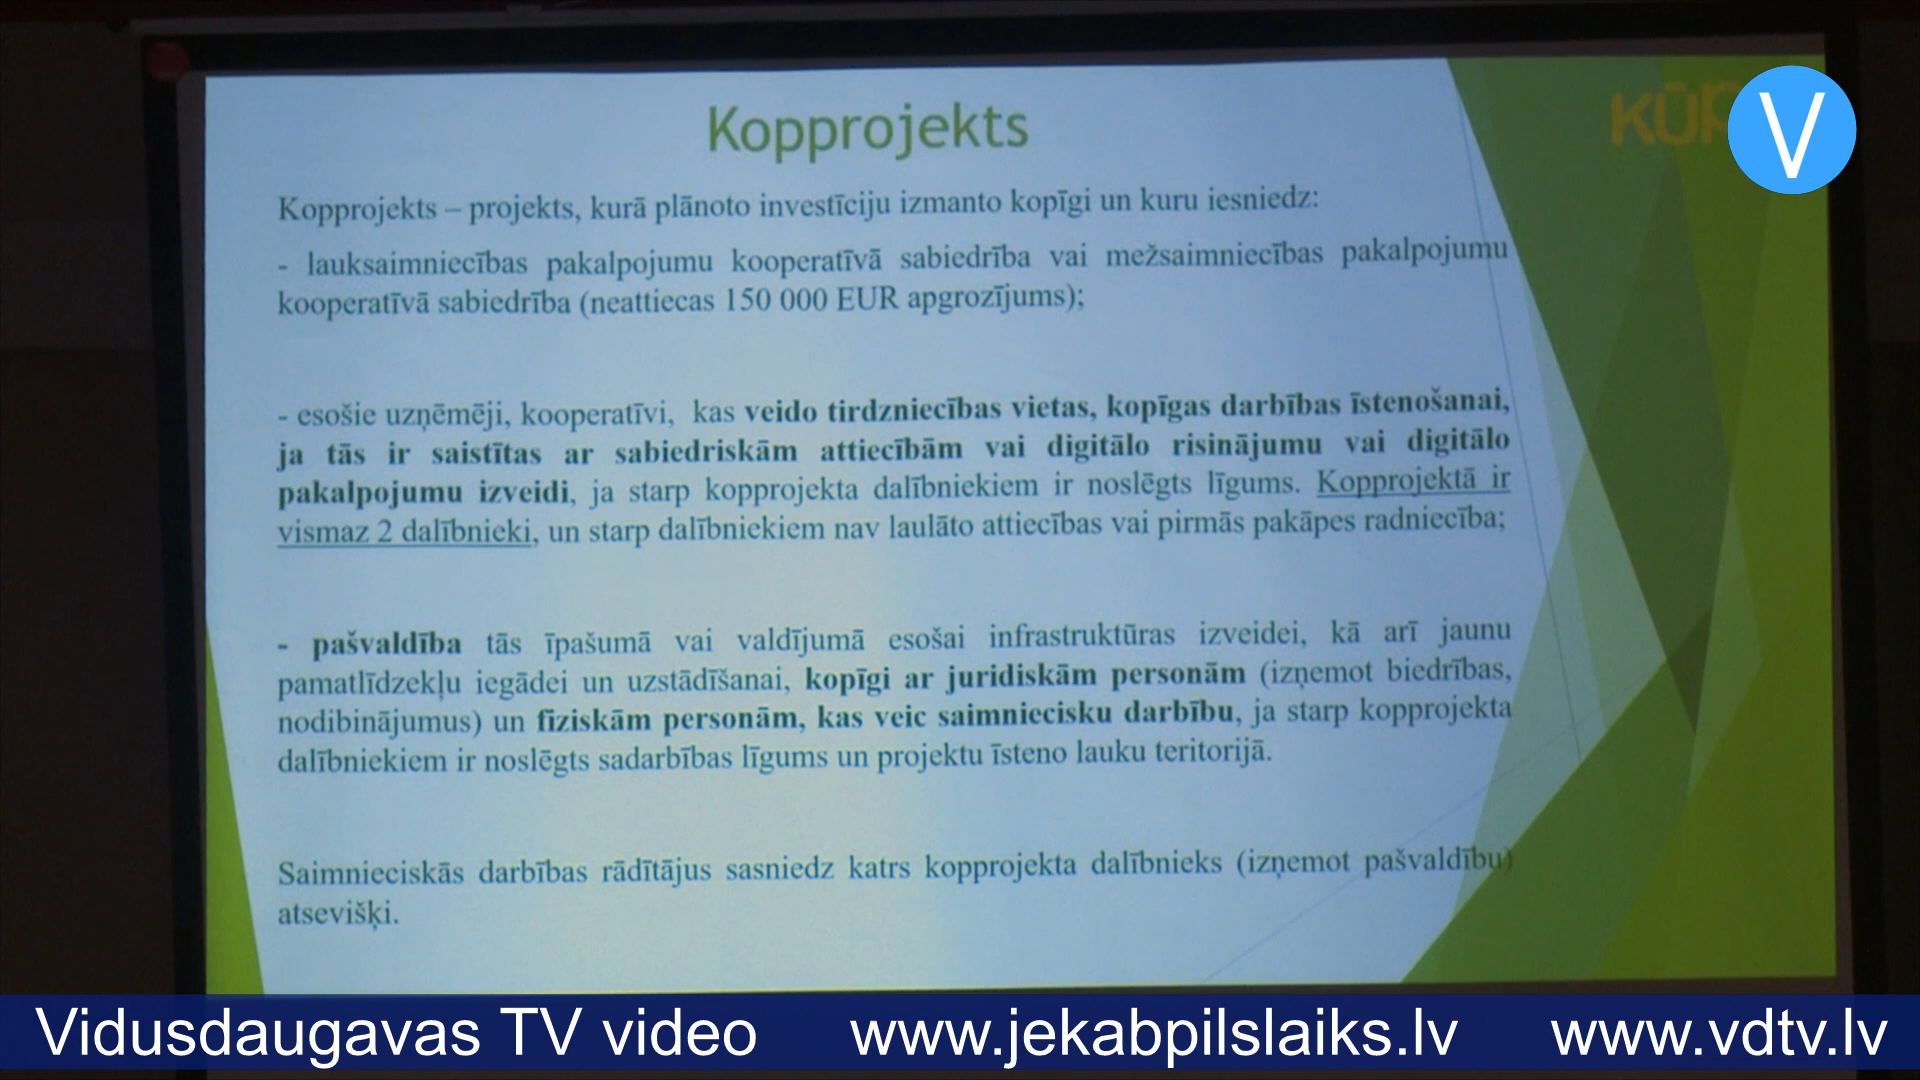 Kopprojekts
KŪP
V
Kopprojekts – projekts, kurā plānoto investīciju izmanto kopīgi un kuru iesniedz:
- lauksaimniecības pakalpojumu kooperatīvā sabiedrība vai mežsaimniecības pakalpojumu
kooperatīvā sabiedrība (neattiecas 150 000 EUR apgrozījums);
- esošie uzņēmēji, kooperatīvi, kas veido tirdzniecības vietas, kopīgas darbības īstenošanai,
ja tās ir saistītas ar sabiedriskām attiecībām vai digitālo risinājumu vai digitālo
pakalpojumu izveidi, ja starp kopprojekta dalībniekiem ir noslēgts līgums. Kopprojektā ir
vismaz 2 dalībnieki, un starp dalībniekiem nav laulāto attiecības vai pirmās pakāpes radniecība;
- pašvaldība tās īpašumā vai valdījumā esošai infrastruktūras izveidei, kā arī jaunu
pamatlīdzekļu iegādei un uzstādīšanai, kopīgi ar juridiskām personām (izņemot biedrības,
nodibinājumus) un fiziskām personām, kas veic saimniecisku darbību, ja starp kopprojekta
dalībniekiem ir noslēgts sadarbības līgums un projektu īsteno lauku teritorijā.
Saimnieciskās darbības rādītājus sasniedz katrs kopprojekta dalībnieks (izņemot pašvaldību)
atsevišķi.
Vidusdaugavas TV video www.jekabpilslaiks.lv www.vdtv.lv